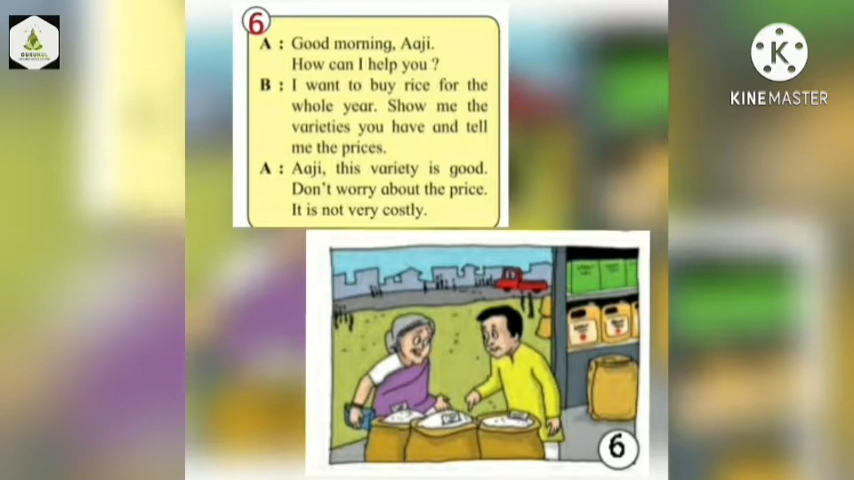 GURUKUL
KINEMASTER
6
A : Good morning, Aaji.
How can I help you ?
B : I want to buy rice for the
whole year. Show me the
varieties you have and tell
me the prices.
A : Aaji, this variety is good.
Don't worry about the price.
It is not very costly.
6